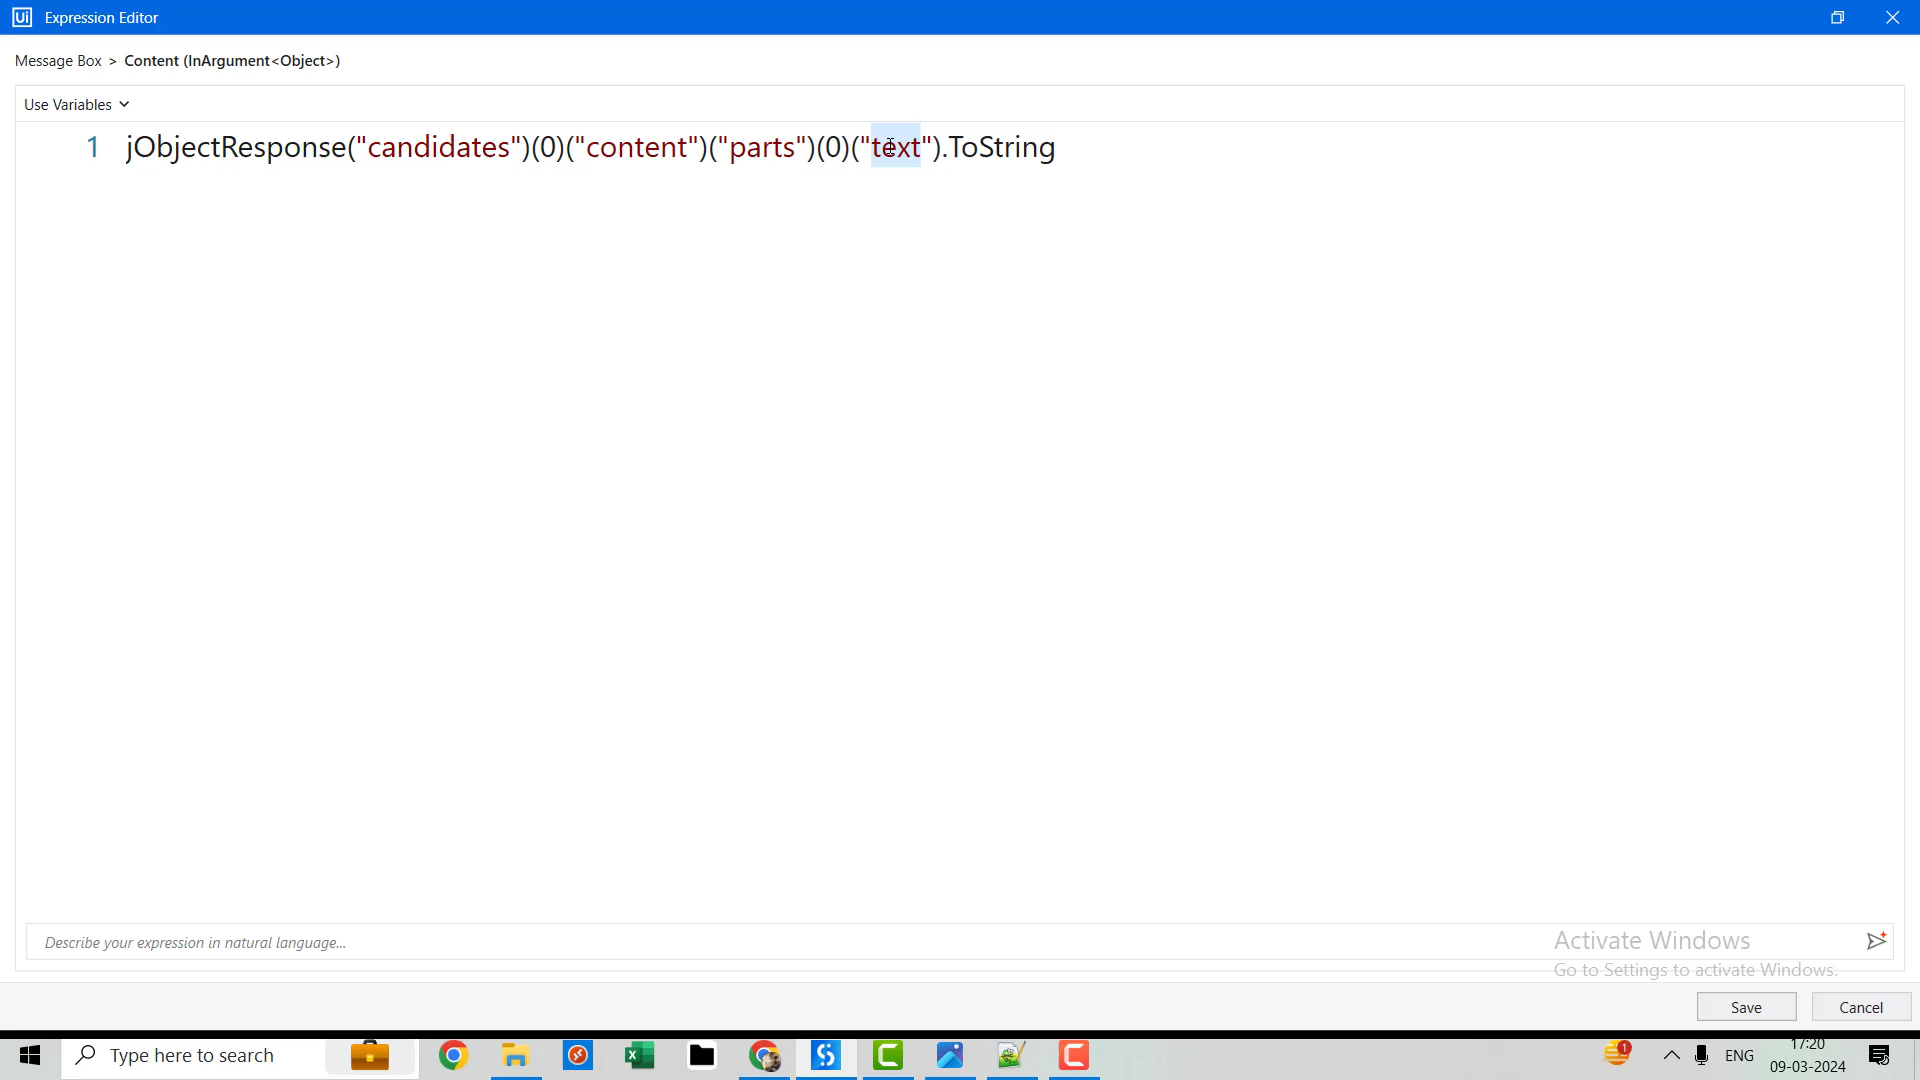 Ui Expression Editor
Message Box > Content (InArgument<Object>)
Use Variables
1 jObjectResponse("candidates")(0)("content")("parts")(0)("text").ToString
Describe your expression in natural language...
Activate Windows
Go to Settings to activate Windows.
Save Cancel
Type here to search
1
ENG
17:20
09-03-2024